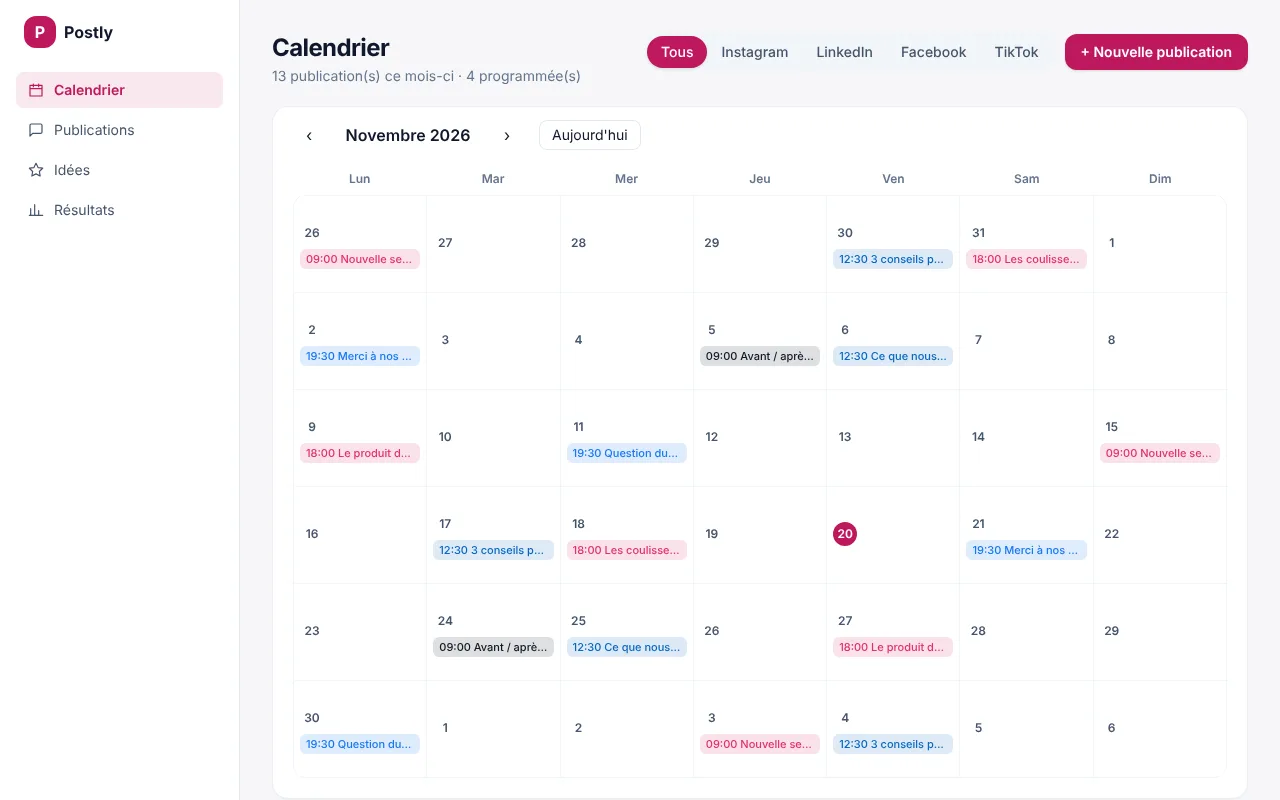 P Postly
Calendrier
Publications
Idées
Résultats
Calendrier
13 publication(s) ce mois-ci · 4 programmée(s)
Tous Instagram LinkedIn Facebook TikTok
+ Nouvelle publication
‹ Novembre 2026 › Aujourd'hui
Lun Mar Mer Jeu Ven Sam Dim
26 27 28 29 30 31 1
09:00 Nouvelle se... 12:30 3 conseils p... 18:00 Les coulisse...
2 3 4 5 6 7 8
19:30 Merci à nos ... 09:00 Avant / aprè... 12:30 Ce que nous...
9 10 11 12 13 14 15
18:00 Le produit d... 19:30 Question du... 09:00 Nouvelle se...
16 17 18 19 20 21 22
12:30 3 conseils p... 18:00 Les coulisse... 19:30 Merci à nos ...
23 24 25 26 27 28 29
09:00 Avant / aprè... 12:30 Ce que nous... 18:00 Le produit d...
30 1 2 3 4 5 6
19:30 Question du... 09:00 Nouvelle se... 12:30 3 conseils p...